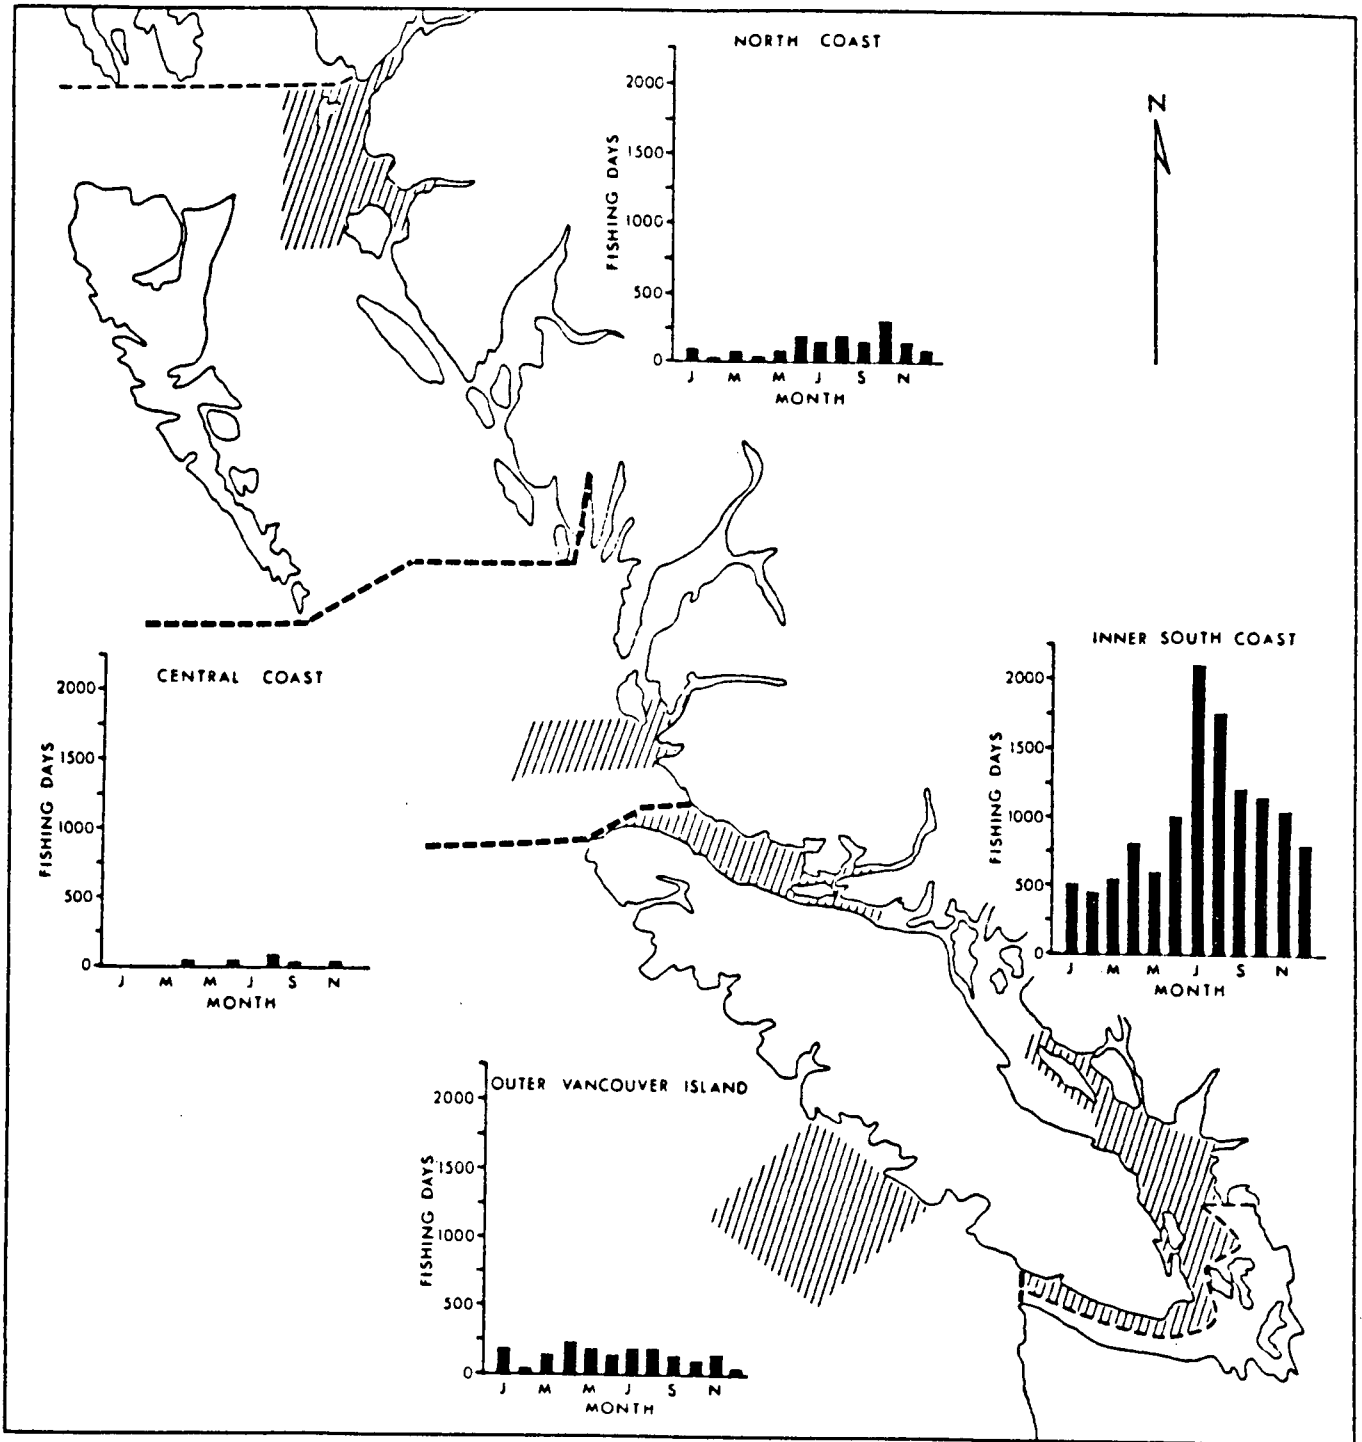 NORTH COAST
FISHING DAYS
2000
1500
1000
500
0
J M M J S N
MONTH
N
CENTRAL COAST
FISHING DAYS
2000
1500
1000
500
0
J M M J S N
MONTH
INNER SOUTH COAST
FISHING DAYS
2000
1500
1000
500
0
J M M J S N
MONTH
OUTER VANCOUVER ISLAND
FISHING DAYS
2000
1500
1000
500
0
J M M J S N
MONTH